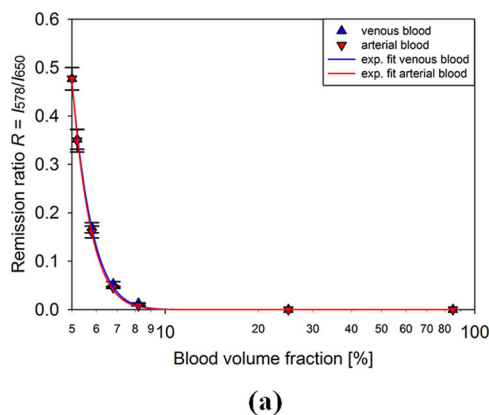 0.6
venous blood
arterial blood
exp. fit venous blood
exp. fit arterial blood
0.5
0.4
0.3
0.2
0.1
0.0
Remission ratio R = I578/I650
5 6 7 8 9 10 20 30 40 50 60 70 80 100
Blood volume fraction [%]
(a)